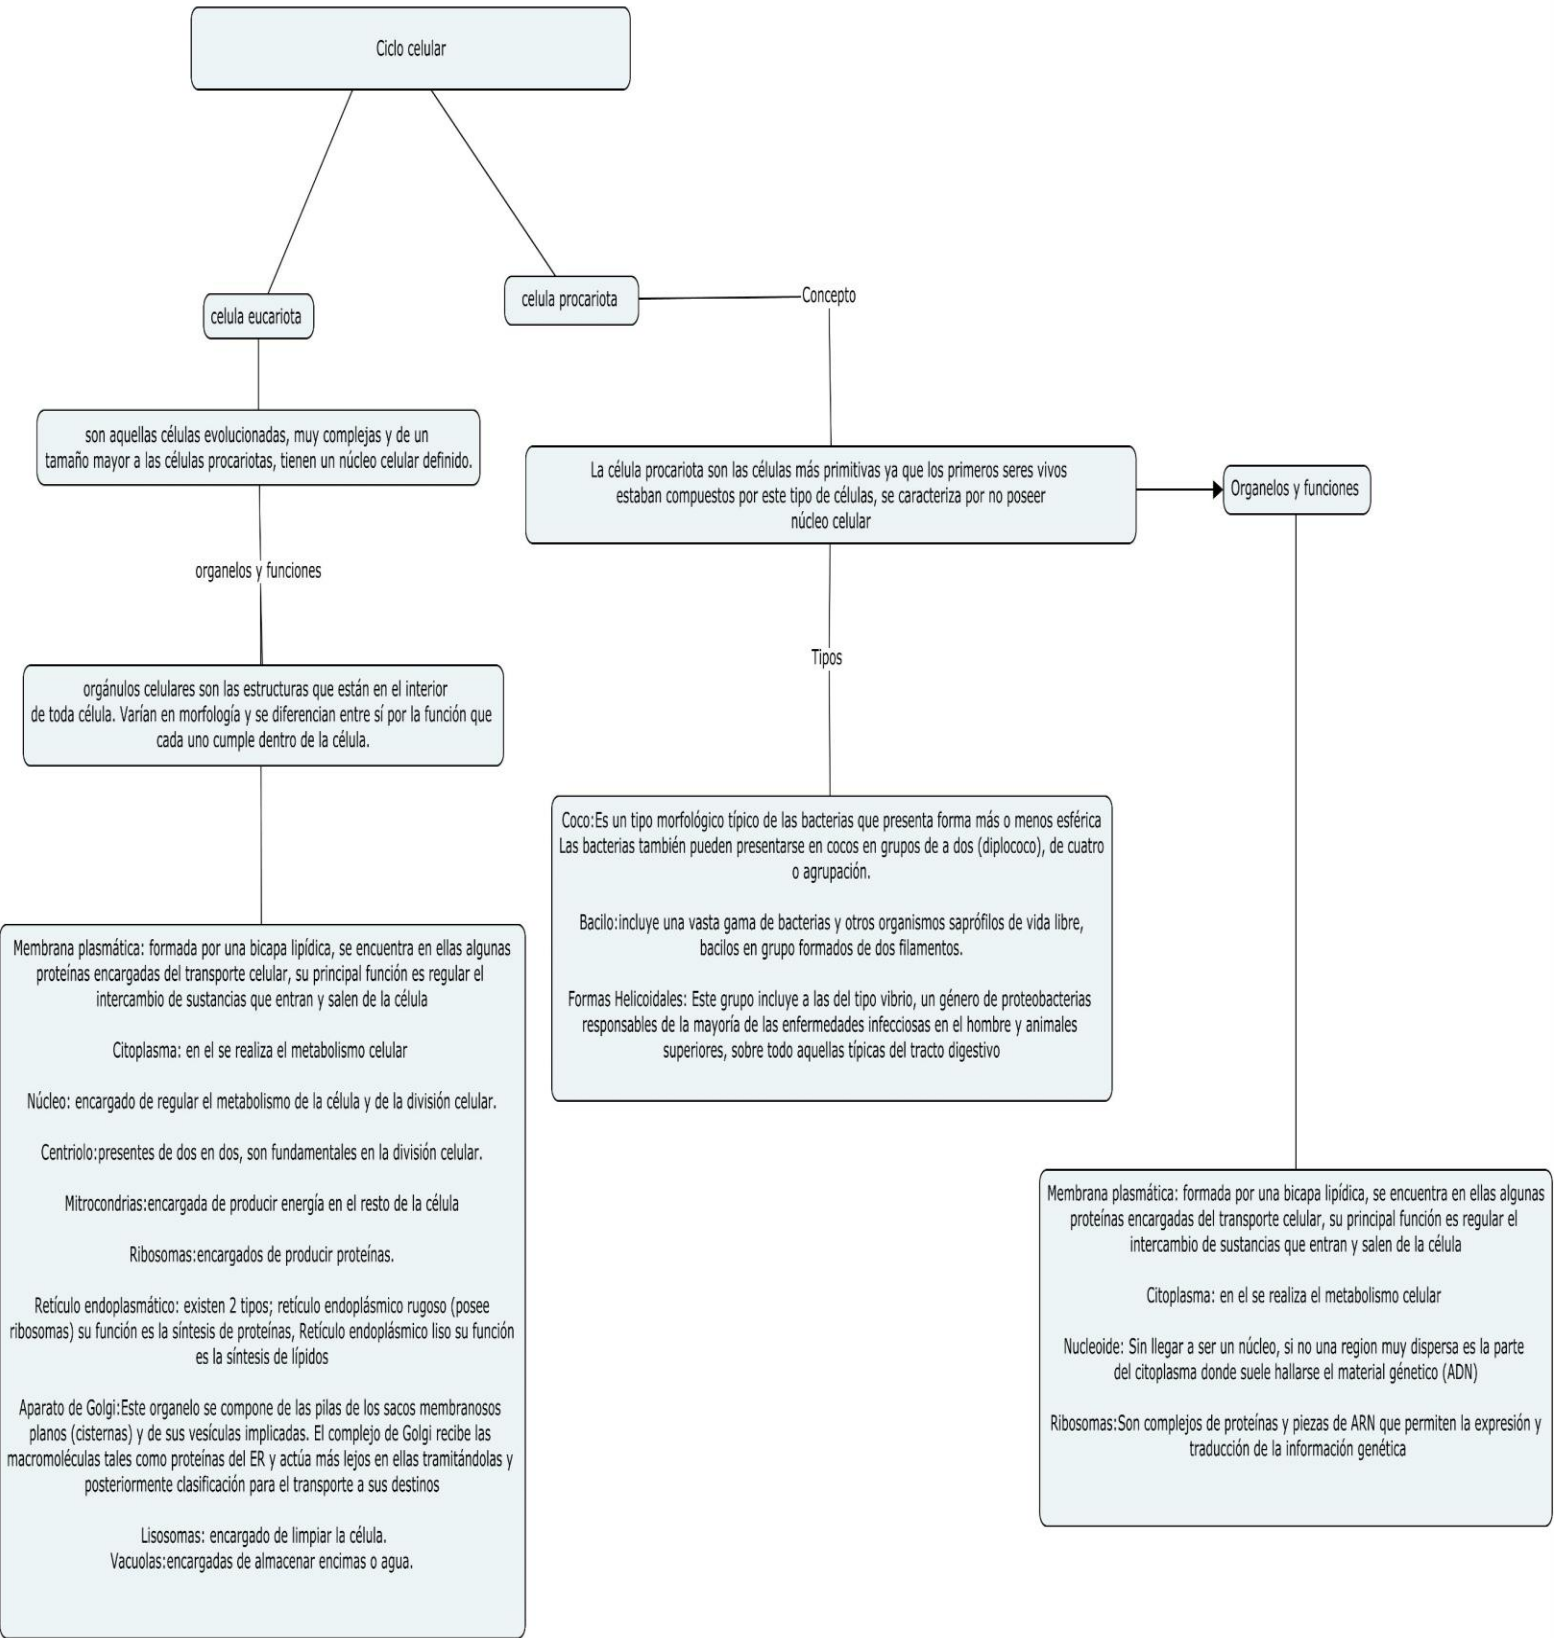 Ciclo celular
celula eucariota
son aquellas células evolucionadas, muy complejas y de un
tamaño mayor a las células procariotas, tienen un núcleo celular definido.
organelos y funciones
orgánulos celulares son las estructuras que están en el interior
de toda célula. Varían en morfología y se diferencian entre sí por la función que
cada uno cumple dentro de la célula.
Membrana plasmática: formada por una bicapa lipídica, se encuentra en ellas algunas
proteínas encargadas del transporte celular, su principal función es regular el
intercambio de sustancias que entran y salen de la célula
Citoplasma: en el se realiza el metabolismo celular
Núcleo: encargado de regular el metabolismo de la célula y de la división celular.
Centriolo:presentes de dos en dos, son fundamentales en la división celular.
Mitrocondrias:encargada de producir energía en el resto de la célula
Ribosomas:encargados de producir proteínas.
Retículo endoplasmático: existen 2 tipos; retículo endoplásmico rugoso (posee
ribosomas) su función es la síntesis de proteínas, Retículo endoplásmico liso su función
es la síntesis de lípidos
Aparato de Golgi:Este organelo se compone de las pilas de los sacos membranosos
planos (cisternas) y de sus vesículas implicadas. El complejo de Golgi recibe las
macromoléculas tales como proteínas del ER y actúa más lejos en ellas tramitándolas y
posteriormente clasificación para el transporte a sus destinos
Lisosomas: encargado de limpiar la célula.
Vacuolas:encargadas de almacenar encimas o agua.
celula procariota
Concepto
La célula procariota son las células más primitivas ya que los primeros seres vivos
estaban compuestos por este tipo de células, se caracteriza por no poseer
núcleo celular
Tipos
Coco:Es un tipo morfológico típico de las bacterias que presenta forma más o menos esférica
Las bacterias también pueden presentarse en cocos en grupos de a dos (diplococo), de cuatro
o agrupación.
Bacilo:incluye una vasta gama de bacterias y otros organismos saprófilos de vida libre,
bacilos en grupo formados de dos filamentos.
Formas Helicoidales: Este grupo incluye a las del tipo vibrio, un género de proteobacterias
responsables de la mayoría de las enfermedades infecciosas en el hombre y animales
superiores, sobre todo aquellas típicas del tracto digestivo
Organelos y funciones
Membrana plasmática: formada por una bicapa lipídica, se encuentra en ellas algunas
proteínas encargadas del transporte celular, su principal función es regular el
intercambio de sustancias que entran y salen de la célula
Citoplasma: en el se realiza el metabolismo celular
Nucleoide: Sin llegar a ser un núcleo, si no una region muy dispersa es la parte
del citoplasma donde suele hallarse el material génetico (ADN)
Ribosomas:Son complejos de proteínas y piezas de ARN que permiten la expresión y
traducción de la información genética